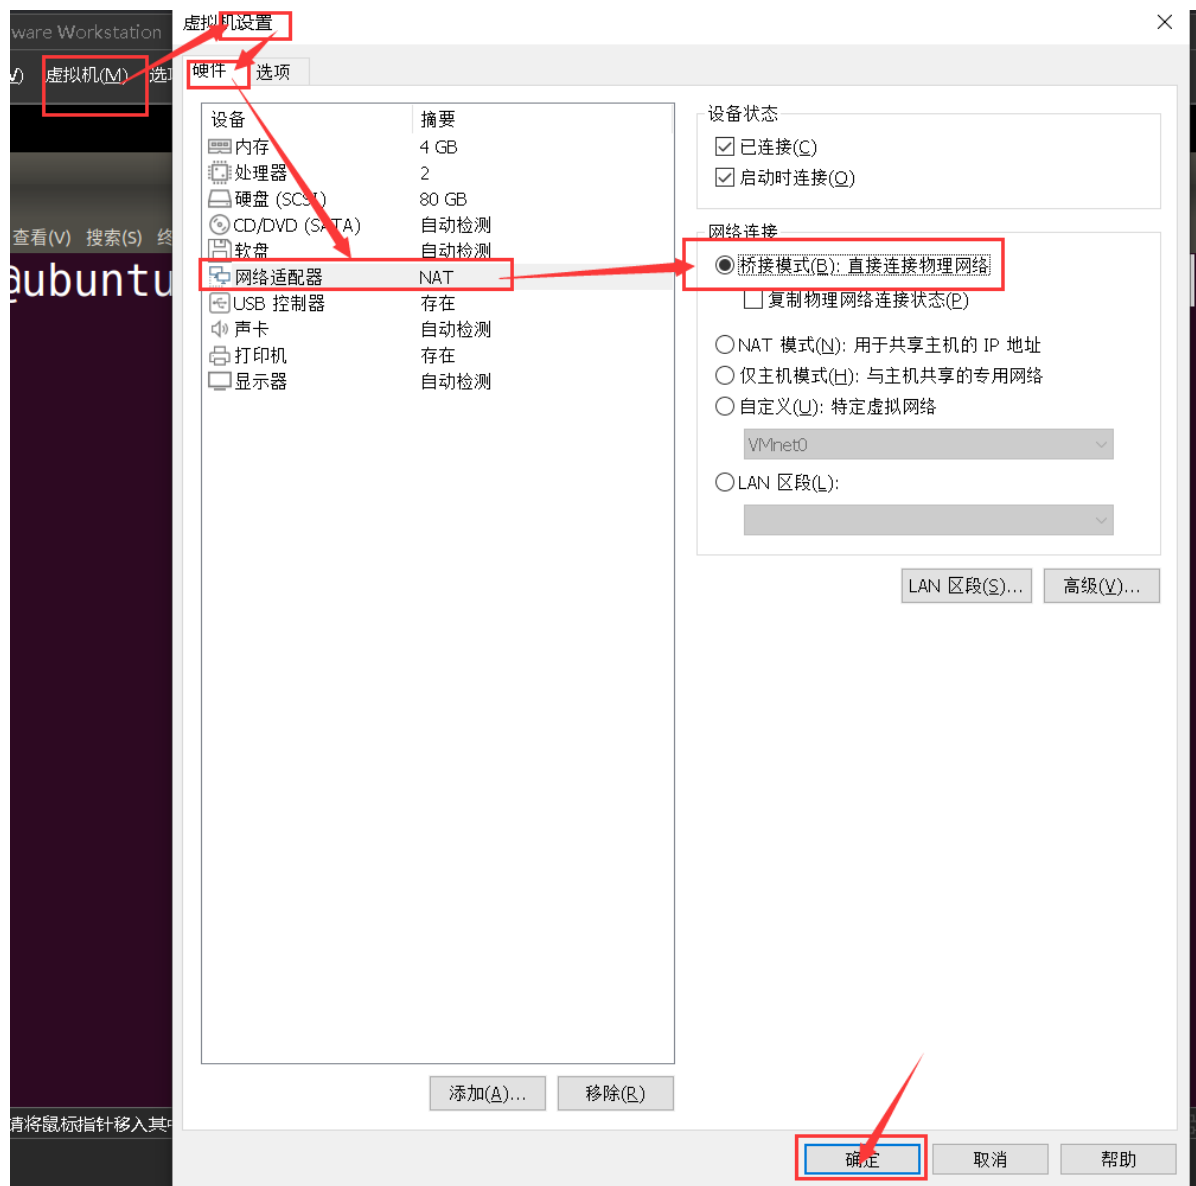 ware Workstation
虚拟机设置
V) 虚拟机(M) 选项
硬件 选项
设备 摘要
内存 4 GB
处理器 2
硬盘 (SCSI) 80 GB
CD/DVD (SATA) 自动检测
软盘 自动检测
网络适配器 NAT
USB 控制器 存在
声卡 自动检测
打印机 存在
显示器 自动检测
设备状态
已连接(C)
启动时连接(O)
网络连接
桥接模式(B): 直接连接物理网络
复制物理网络连接状态(P)
NAT 模式(N): 用于共享主机的 IP 地址
仅主机模式(H): 与主机共享的专用网络
自定义(U): 特定虚拟网络
VMnet0
LAN 区段(L):
LAN 区段(S)... 高级(V)...
查看(V) 搜索(S) 终
@ubuntu
添加(A)... 移除(R)
请将鼠标指针移入其中
确定 取消 帮助